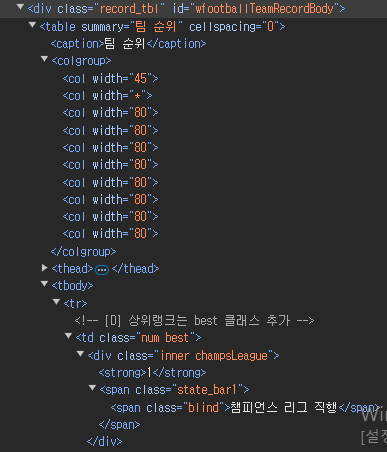 ▼<div class="record_tbl" id="wfootballTeamRecordBody">
▼<table summary="팀 순위" cellspacing="0">
<caption>팀 순위</caption>
▼<colgroup>
<col width="45">
<col width="*">
<col width="80">
<col width="80">
<col width="80">
<col width="80">
<col width="80">
<col width="80">
<col width="80">
<col width="80">
</colgroup>
▶<thead>…</thead>
▼<tbody>
▼<tr>
<!-- [D] 상위랭크는 best 클래스 추가 -->
▼<td class="num best">
▼<div class="inner champsLeague">
<strong>1</strong>
▼<span class="state_bar1">
<span class="blind">챔피언스 리그 직행</span>
</span>
</div>
Win
[설정